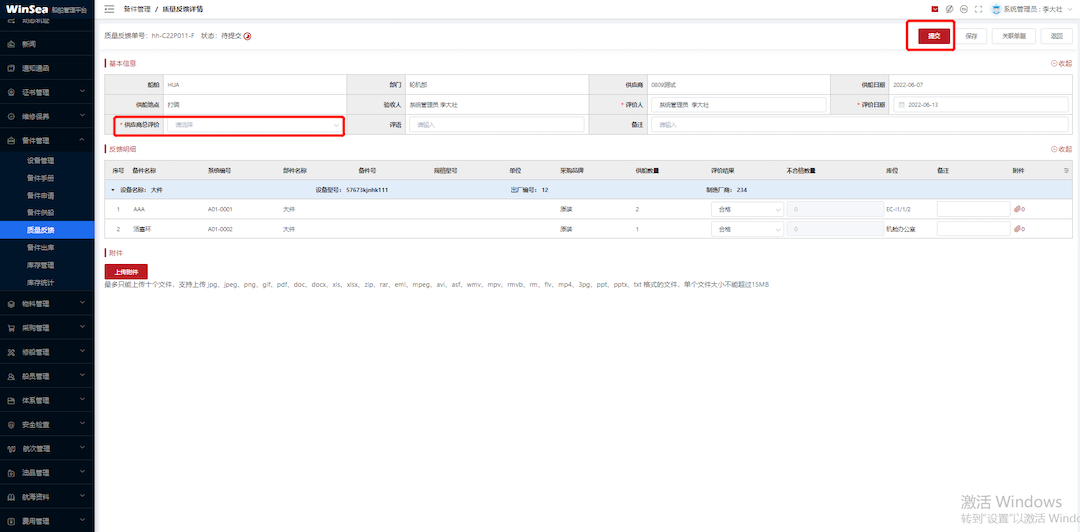 WinSea 船舶管理平台
备件管理 / 质量反馈详情
系统管理员：李大壮
动态轨迹
新闻
通知通函
证书管理
维修保养
备件管理
设备管理
备件手册
备件申请
备件供船
质量反馈
备件出库
库存管理
库存统计
物料管理
采购管理
修船管理
船员管理
体系管理
安全检查
航次管理
油品管理
航海资料
费用管理
质量反馈单号：hh-C22P011-F 状态：待提交
提交 保存 关联单据 返回
基本信息 收起
船舶 HUA 部门 轮机部 供应商 0809测试 供船日期 2022-06-07
供船地点 打锅 验收人 系统管理员 李大壮 * 评价人 系统管理员 李大壮 * 评价日期 2022-06-13
* 供应商总评价 请选择 评语 请输入 备注 请输入
反馈明细 收起
序号 备件名称 系统编号 部件名称 备件号 规格型号 单位 采购品牌 供船数量 评价结果 不合格数量 库位 备注 附件
设备名称：大件 设备型号：57673kjnhk111 出厂编号：12 制造厂商：234
1 AAA A01-0001 大件 原装 2 合格 0 EC-I1/1/2 0
2 活塞环 A01-0002 大件 原装 1 合格 0 机舱办公室 0
附件
上传附件
最多只能上传十个文件，支持上传 jpg、jpeg、png、gif、pdf、doc、docx、xls、xlsx、zip、rar、eml、mpeg、avi、asf、wmv、mpv、rmvb、rm、flv、mp4、3pg、ppt、pptx、txt 格式的文件，单个文件大小不能超过15MB
激活 Windows
转到"设置"以激活 Windo